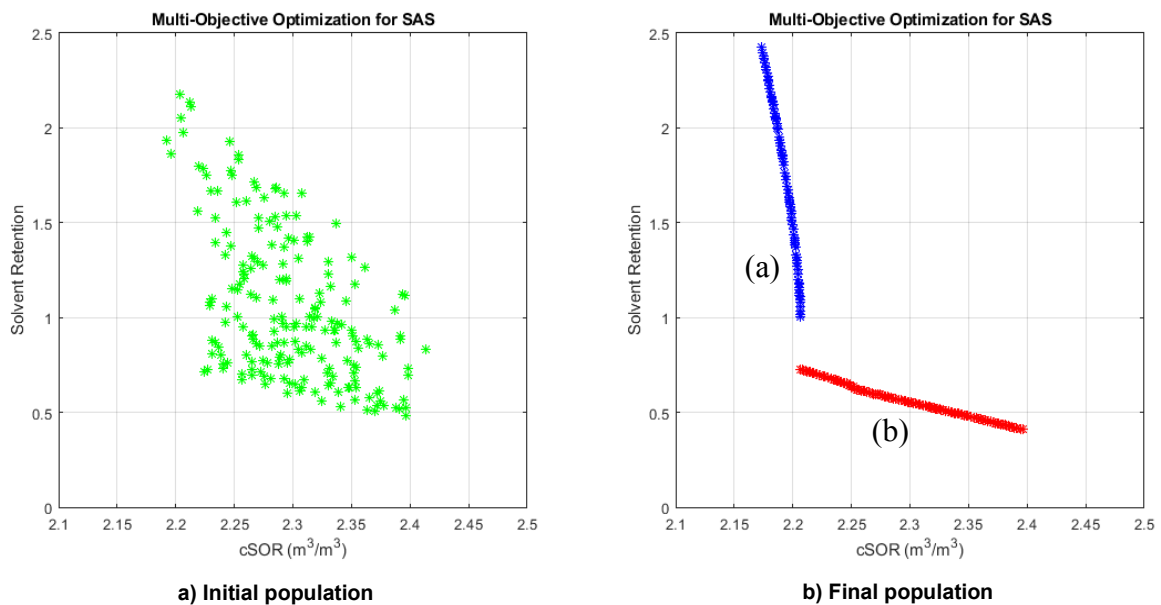 Multi-Objective Optimization for SAS
2.5
2
1.5
1
0.5
0
Solvent Retention
2.1 2.15 2.2 2.25 2.3 2.35 2.4 2.45 2.5
cSOR (m³/m³)
a) Initial population
Multi-Objective Optimization for SAS
2.5
2
1.5
1
0.5
0
Solvent Retention
(a)
(b)
2.1 2.15 2.2 2.25 2.3 2.35 2.4 2.45 2.5
cSOR (m³/m³)
b) Final population